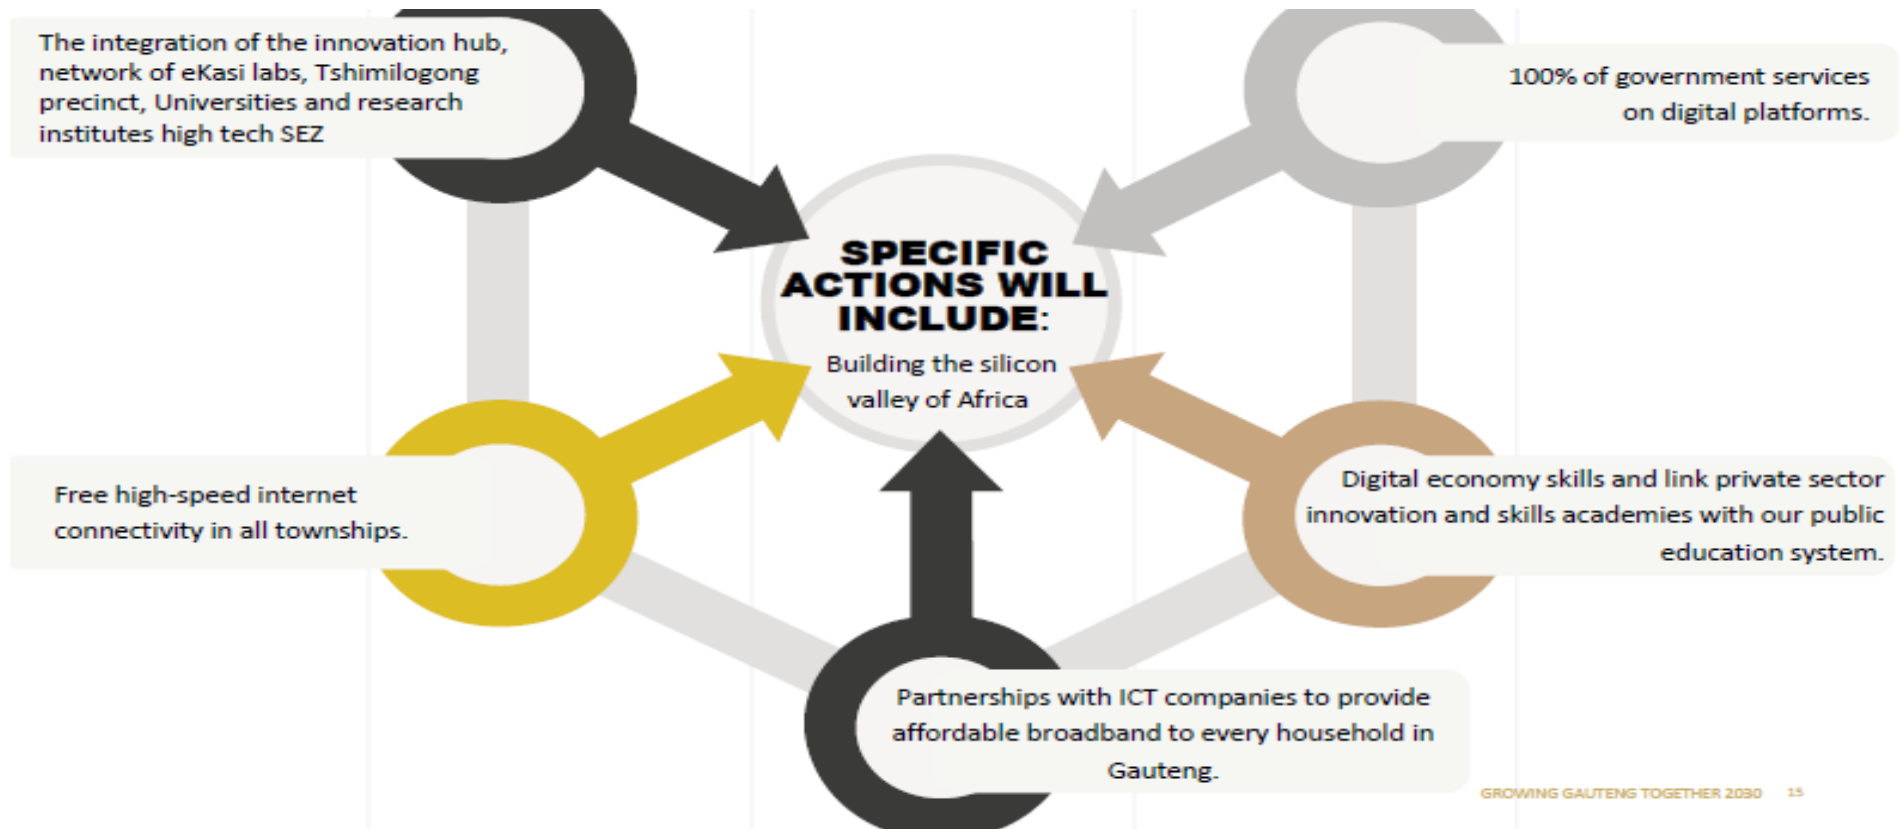 The integration of the innovation hub,
network of eKasi labs, Tshimilogong
precinct, Universities and research
institutes high tech SEZ
100% of government services
on digital platforms.
SPECIFIC
ACTIONS WILL
INCLUDE:
Building the silicon
valley of Africa
Free high-speed internet
connectivity in all townships.
Digital economy skills and link private sector
innovation and skills academies with our public
education system.
Partnerships with ICT companies to provide
affordable broadband to every household in
Gauteng.
GROWING GAUTENG TOGETHER 2030 15